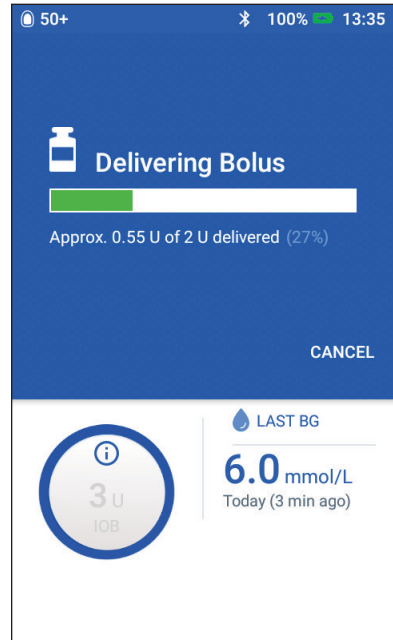 50+ 100% 13:35
Delivering Bolus
Approx. 0.55 U of 2 U delivered (27%)
CANCEL
i
3 U
IOB
LAST BG
6.0 mmol/L
Today (3 min ago)